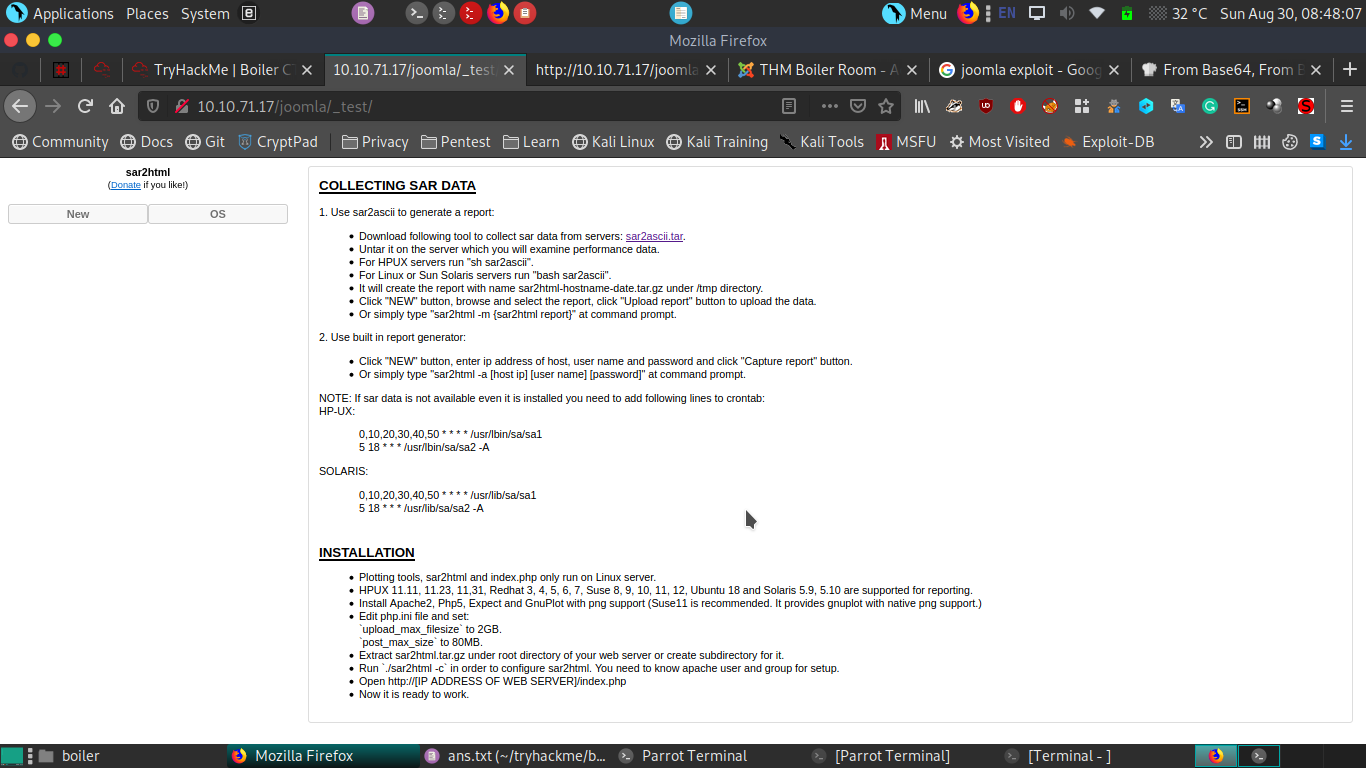 Applications Places System
Menu EN 32 °C Sun Aug 30, 08:48:07
Mozilla Firefox
TryHackMe | Boiler C
10.10.71.17/joomla/_test
http://10.10.71.17/joomla
THM Boiler Room - A
joomla exploit - Goog
From Base64, From B
10.10.71.17/joomla/_test/
Community Docs Git CryptPad Privacy Pentest Learn Kali Linux Kali Training Kali Tools MSFU Most Visited Exploit-DB
sar2html
(Donate if you like!)
New OS
COLLECTING SAR DATA
1. Use sar2ascii to generate a report:
Download following tool to collect sar data from servers: sar2ascii.tar.
Untar it on the server which you will examine performance data.
For HPUX servers run "sh sar2ascii".
For Linux or Sun Solaris servers run "bash sar2ascii".
It will create the report with name sar2html-hostname-date.tar.gz under /tmp directory.
Click "NEW" button, browse and select the report, click "Upload report" button to upload the data.
Or simply type "sar2html -m {sar2html report}" at command prompt.
2. Use built in report generator:
Click "NEW" button, enter ip address of host, user name and password and click "Capture report" button.
Or simply type "sar2html -a [host ip] [user name] [password]" at command prompt.
NOTE: If sar data is not available even it is installed you need to add following lines to crontab:
HP-UX:
0,10,20,30,40,50 * * * * /usr/lbin/sa/sa1
5 18 * * * /usr/lbin/sa/sa2 -A
SOLARIS:
0,10,20,30,40,50 * * * * /usr/lib/sa/sa1
5 18 * * * /usr/lib/sa/sa2 -A
INSTALLATION
Plotting tools, sar2html and index.php only run on Linux server.
HPUX 11.11, 11.23, 11,31, Redhat 3, 4, 5, 6, 7, Suse 8, 9, 10, 11, 12, Ubuntu 18 and Solaris 5.9, 5.10 are supported for reporting.
Install Apache2, Php5, Expect and GnuPlot with png support (Suse11 is recommended. It provides gnuplot with native png support.)
Edit php.ini file and set:
`upload_max_filesize` to 2GB.
`post_max_size` to 80MB.
Extract sar2html.tar.gz under root directory of your web server or create subdirectory for it.
Run `./sar2html -c` in order to configure sar2html. You need to know apache user and group for setup.
Open http://[IP ADDRESS OF WEB SERVER]/index.php
Now it is ready to work.
boiler Mozilla Firefox ans.txt (~/tryhackme/b... Parrot Terminal [Parrot Terminal] [Terminal - ]